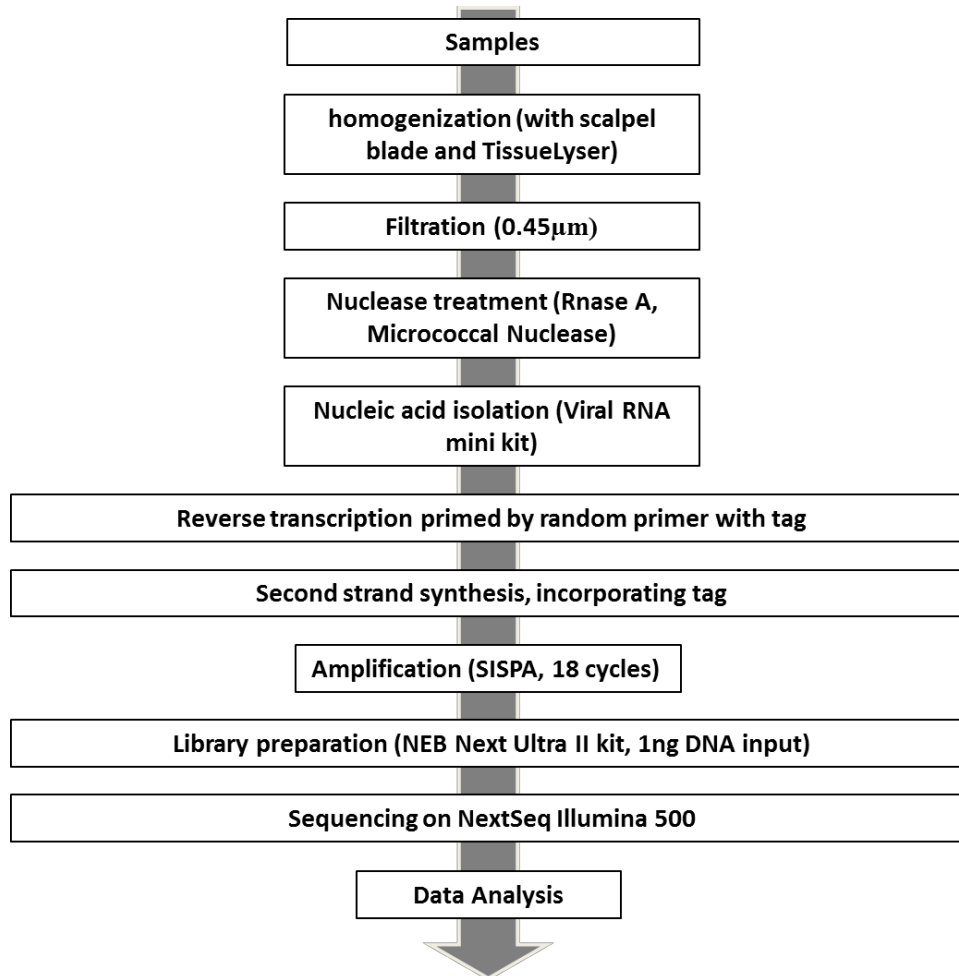 Samples
homogenization (with scalpel
blade and TissueLyser)
Filtration (0.45µm)
Nuclease treatment (Rnase A,
Micrococcal Nuclease)
Nucleic acid isolation (Viral RNA
mini kit)
Reverse transcription primed by random primer with tag
Second strand synthesis, incorporating tag
Amplification (SISPA, 18 cycles)
Library preparation (NEB Next Ultra II kit, 1ng DNA input)
Sequencing on NextSeq Illumina 500
Data Analysis